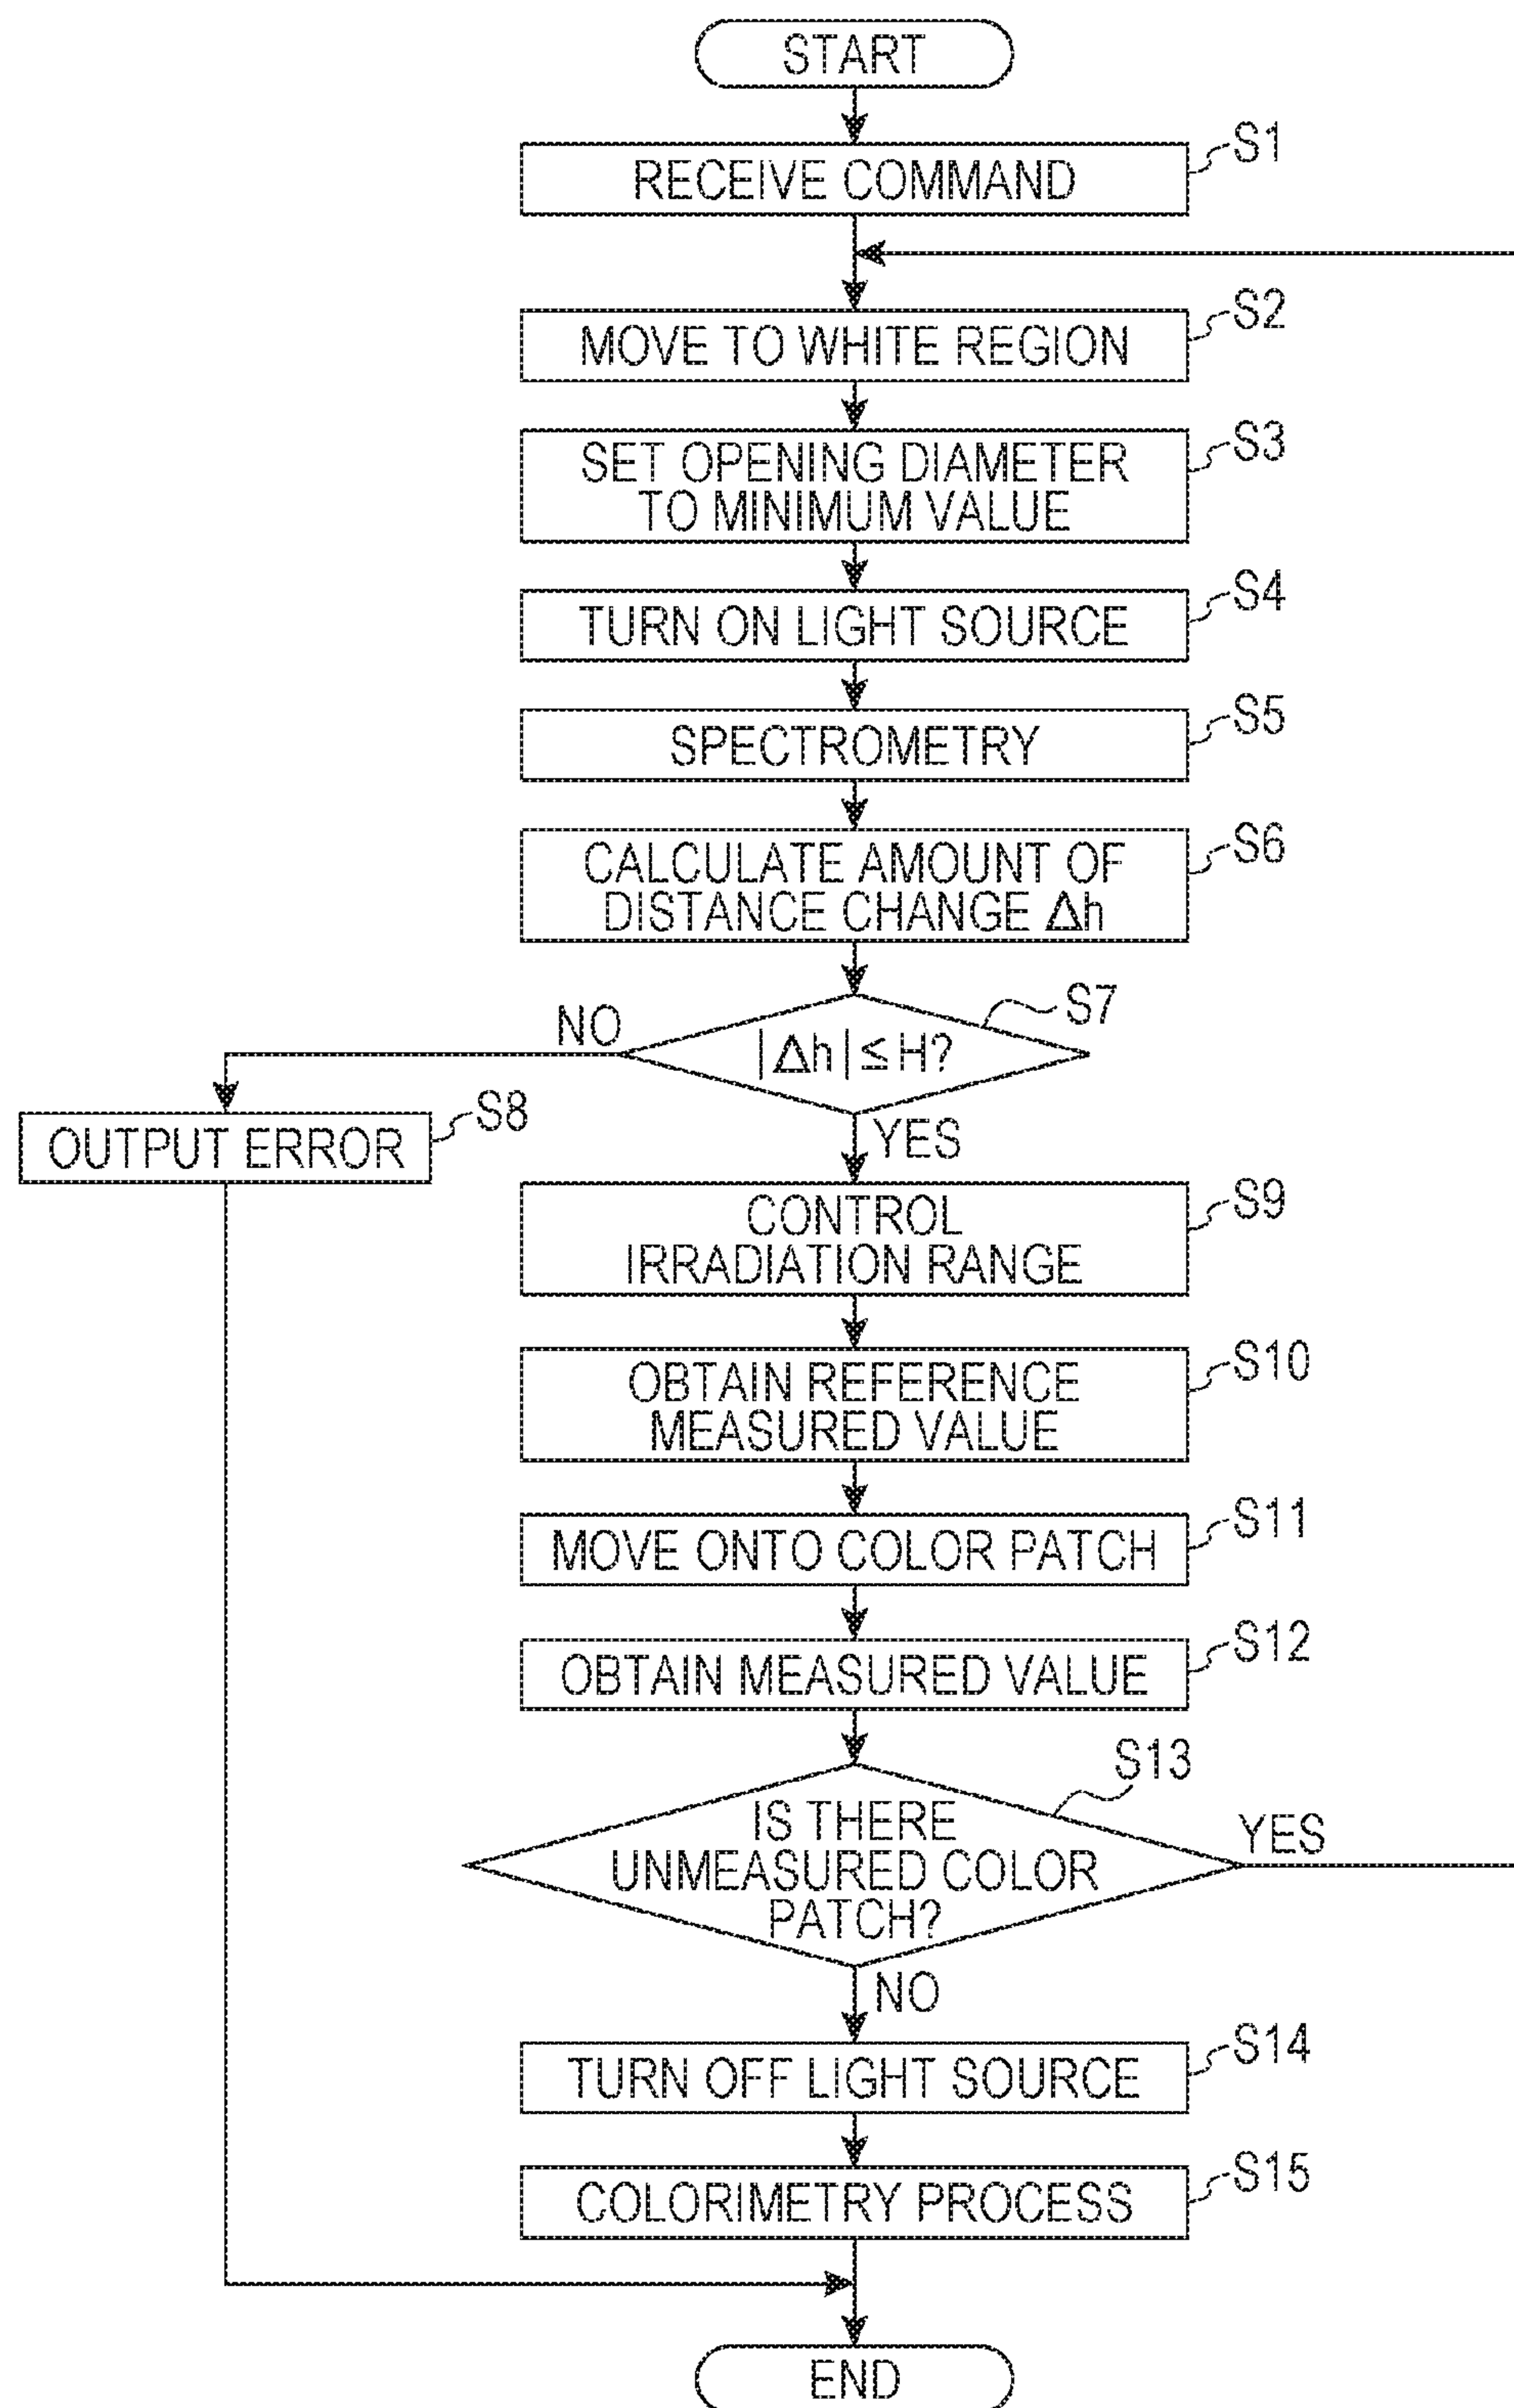 START
S1
RECEIVE COMMAND
S2
MOVE TO WHITE REGION
S3
SET OPENING DIAMETER
TO MINIMUM VALUE
S4
TURN ON LIGHT SOURCE
S5
SPECTROMETRY
S6
CALCULATE AMOUNT OF
DISTANCE CHANGE Δh
S7
NO
|Δh| ≤ H?
S8
OUTPUT ERROR
YES
S9
CONTROL
IRRADIATION RANGE
S10
OBTAIN REFERENCE
MEASURED VALUE
S11
MOVE ONTO COLOR PATCH
S12
OBTAIN MEASURED VALUE
S13
IS THERE
UNMEASURED COLOR
PATCH?
YES
NO
S14
TURN OFF LIGHT SOURCE
S15
COLORIMETRY PROCESS
END